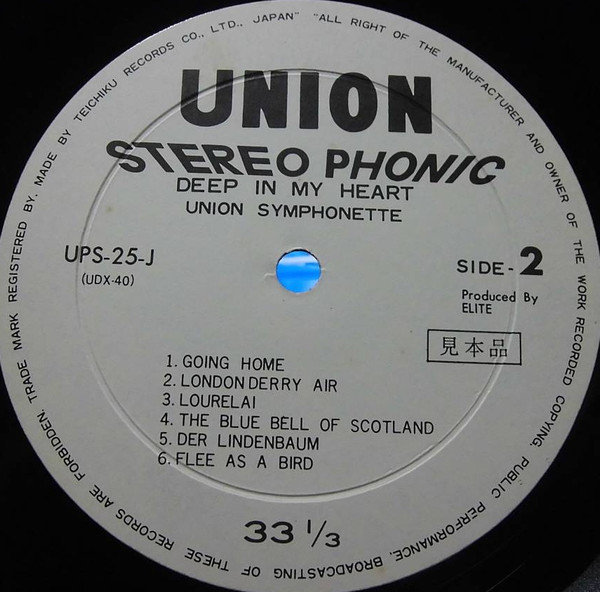 TRADE MARK REGISTERED BY. MADE BY TEICHIKU RECORDS CO., LTD., JAPAN" "ALL RIGHT OF THE MANUFACTURER AND OWNER OF THE WORK RECORDED COPYING. PUBLIC PERFORMANCE. BROADCASTING OF THESE RECORDS ARE FORBIDDEN
UNION
STEREO PHONIC
DEEP IN MY HEART
UNION SYMPHONETTE
UPS-25-J
(UDX-40)
SIDE-2
Produced By
ELITE
見本品
1. GOING HOME
2. LONDONDERRY AIR
3. LOURELAI
4. THE BLUE BELL OF SCOTLAND
5. DER LINDENBAUM
6. FLEE AS A BIRD
33 1/3